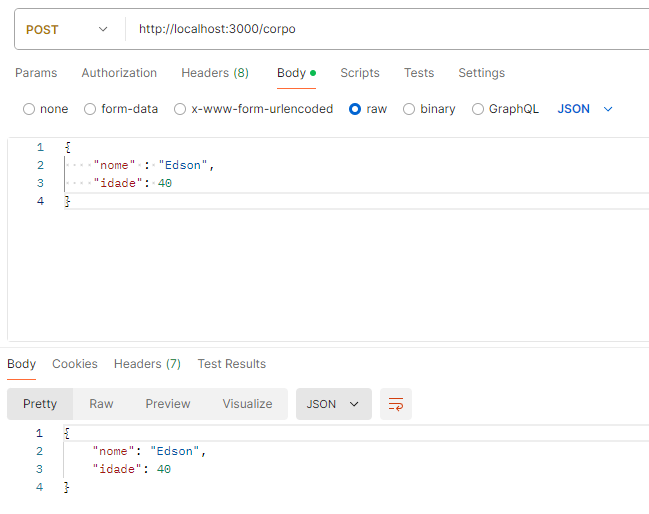 POST http://localhost:3000/corpo
Params Authorization Headers (8) Body Scripts Tests Settings
none form-data x-www-form-urlencoded raw binary GraphQL JSON
1 {
2 "nome" : "Edson",
3 "idade": 40
4 }
Body Cookies Headers (7) Test Results
Pretty Raw Preview Visualize JSON
1 {
2 "nome": "Edson",
3 "idade": 40
4 }